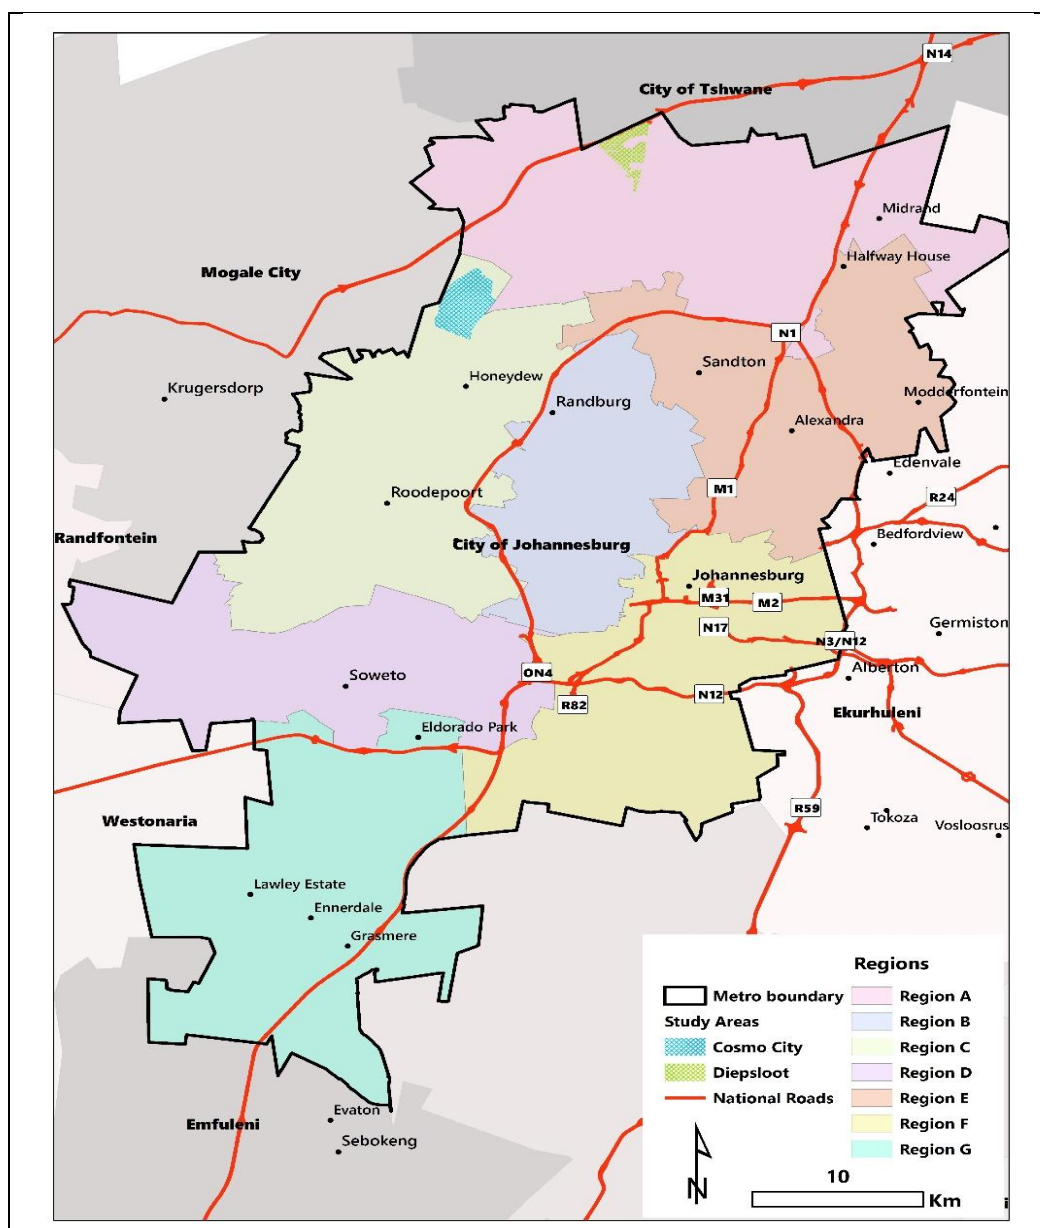 N14
City of Tshwane
Midrand
Halfway House
Mogale City
N1
Sandton
Krugersdorp
Honeydew
Randburg
Modderfontein
Alexandra
Edenvale
Roodepoort
M1
R24
Randfontein
City of Johannesburg
Bedfordview
Johannesburg
M31
M2
N17
Germiston
N3/N12
Soweto
ON4
Alberton
N12
R82
Ekurhuleni
Eldorado Park
Westonaria
R59
Tokoza
Vosloosrus
Lawley Estate
Ennerdale
Grasmere
Evaton
Emfuleni
Sebokeng
Regions
Metro boundary
Region A
Study Areas
Region B
Cosmo City
Region C
Diepsloot
Region D
National Roads
Region E
Region F
Region G
N
10
Km